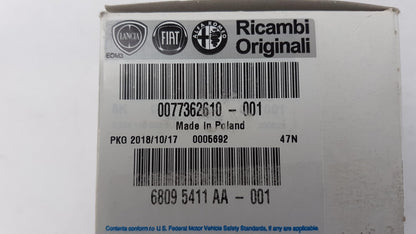 LANCIA FIAT ALFA ROMEO Ricambi
Originali
EDM3
0077362610 - 001
Made in Poland
PKG 2018/10/17 0005692 47N
6809 5411 AA - 001
Contents conform to U.S. Federal Motor Vehicle Safety Standards, if any are applicable